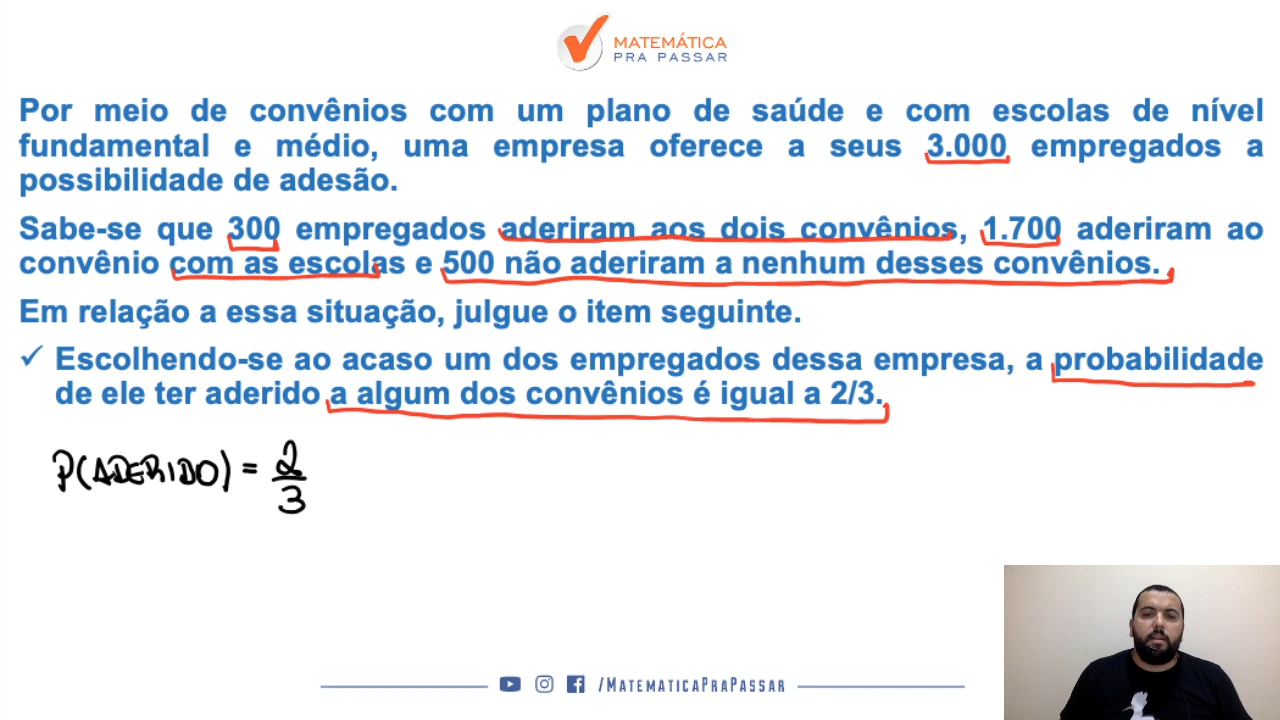 MATEMÁTICA
PRA PASSAR
Por meio de convênios com um plano de saúde e com escolas de nível
fundamental e médio, uma empresa oferece a seus 3.000 empregados a
possibilidade de adesão.
Sabe-se que 300 empregados aderiram aos dois convênios, 1.700 aderiram ao
convênio com as escolas e 500 não aderiram a nenhum desses convênios.
Em relação a essa situação, julgue o item seguinte.
✓ Escolhendo-se ao acaso um dos empregados dessa empresa, a probabilidade
de ele ter aderido a algum dos convênios é igual a 2/3.
P(ADERIDO) = 2/3
/MATEMATICAPRAPASSAR